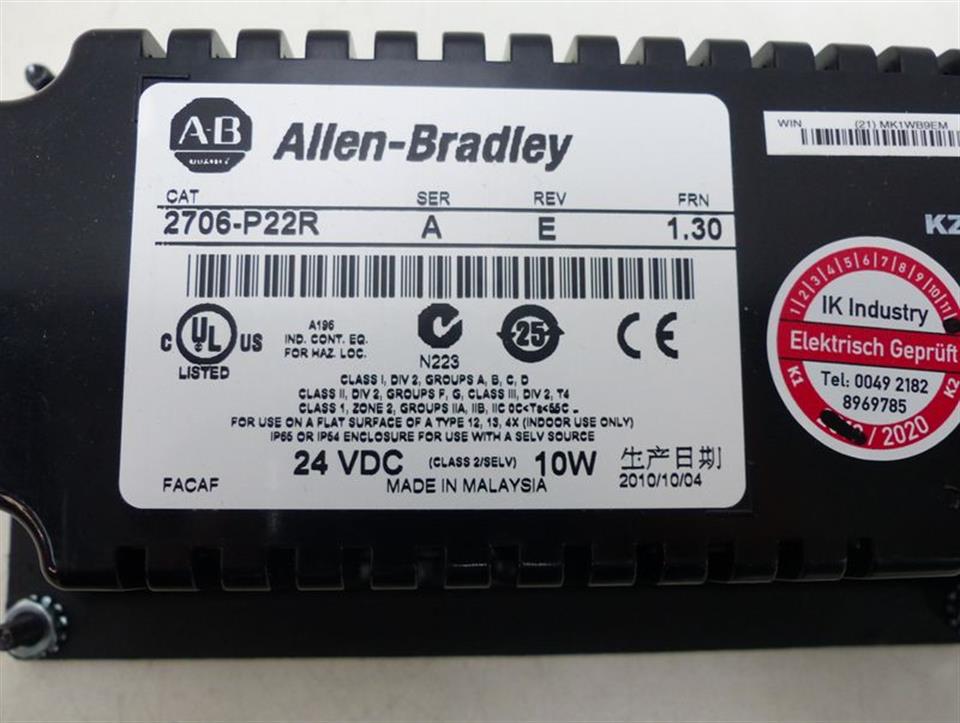 A·B
QUALITY
Allen-Bradley
CAT SER REV FRN
2706-P22R A E 1.30
C UL US
LISTED
A196
IND. CONT. EQ.
FOR HAZ. LOC.
N223
25
CE
CLASS I, DIV 2, GROUPS A, B, C, D
CLASS II, DIV 2, GROUPS F, G, CLASS III, DIV 2, T4
CLASS 1, ZONE 2, GROUPS IIA, IIB, IIC 0C<Ta<55C
FOR USE ON A FLAT SURFACE OF A TYPE 12, 13, 4X (INDOOR USE ONLY)
IP65 OR IP54 ENCLOSURE FOR USE WITH A SELV SOURCE
24 VDC (CLASS 2/SELV) 10W
生产日期
FACAF MADE IN MALAYSIA 2010/10/04
WIN (21) MK1WB9EM
KZ
1 2 3 4 5 6 7 8 9 10 11
IK Industry
Elektrisch Geprüft
K1 K2
Tel: 0049 2182
8969785
/ 2020